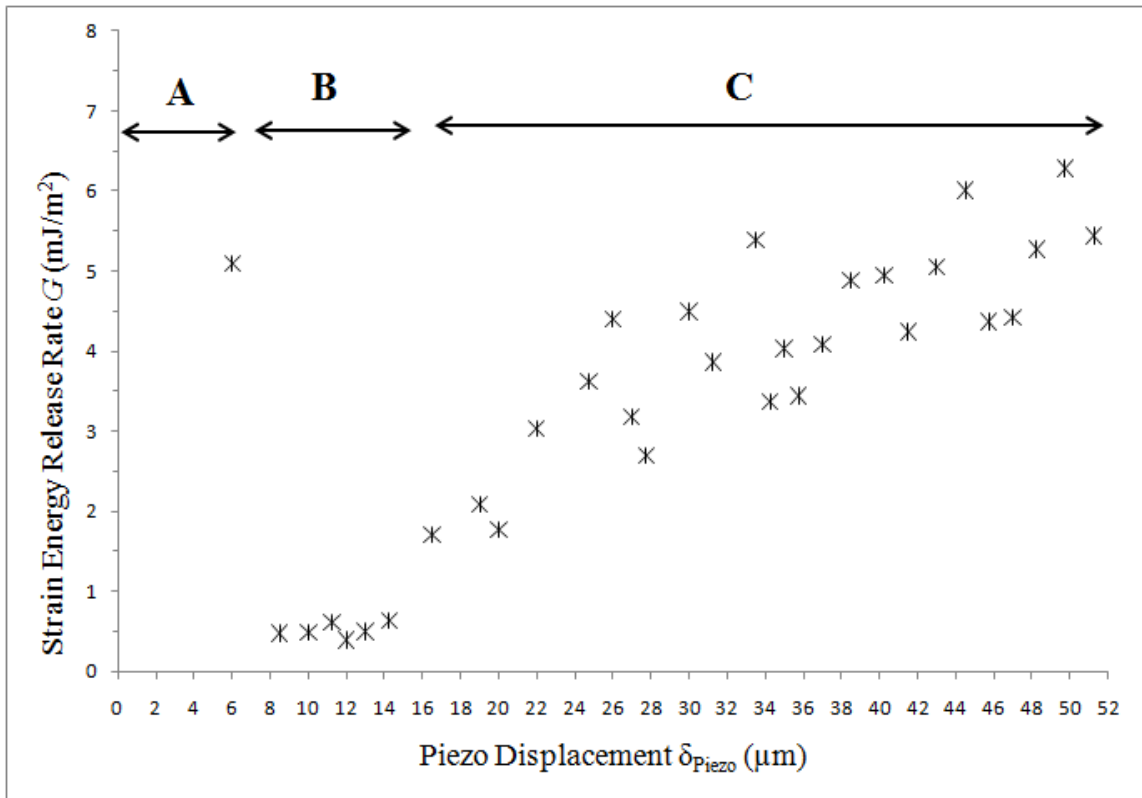 A B C
8
7
6
5
4
3
2
1
0
Strain Energy Release Rate G (mJ/m²)
0 2 4 6 8 10 12 14 16 18 20 22 24 26 28 30 32 34 36 38 40 42 44 46 48 50 52
Piezo Displacement δPiezo (µm)